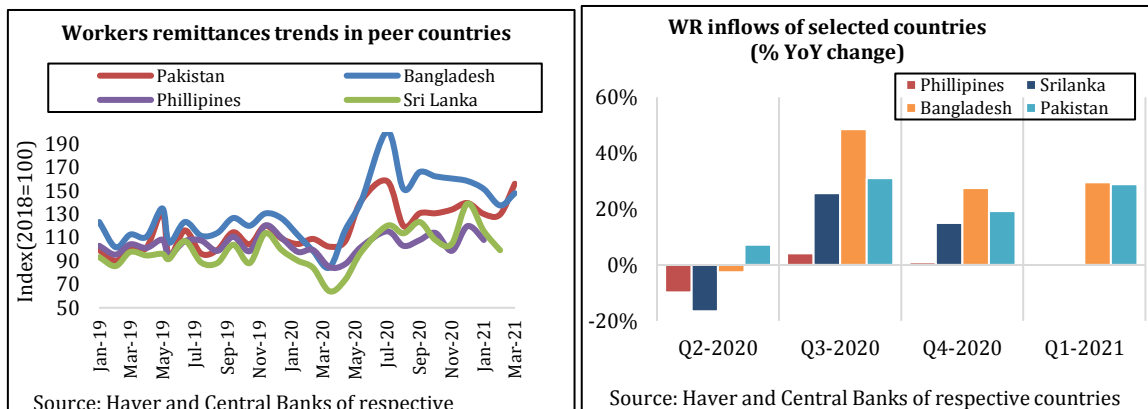 Workers remittances trends in peer countries
Pakistan Bangladesh
Phillipines Sri Lanka
Index(2018=100)
190
170
150
130
110
90
70
50
Jan-19 Mar-19 May-19 Jul-19 Sep-19 Nov-19 Jan-20 Mar-20 May-20 Jul-20 Sep-20 Nov-20 Jan-21 Mar-21
Source: Haver and Central Banks of respective
WR inflows of selected countries
(% YoY change)
Phillipines Srilanka
Bangladesh Pakistan
60%
40%
20%
0%
-20%
Q2-2020 Q3-2020 Q4-2020 Q1-2021
Source: Haver and Central Banks of respective countries